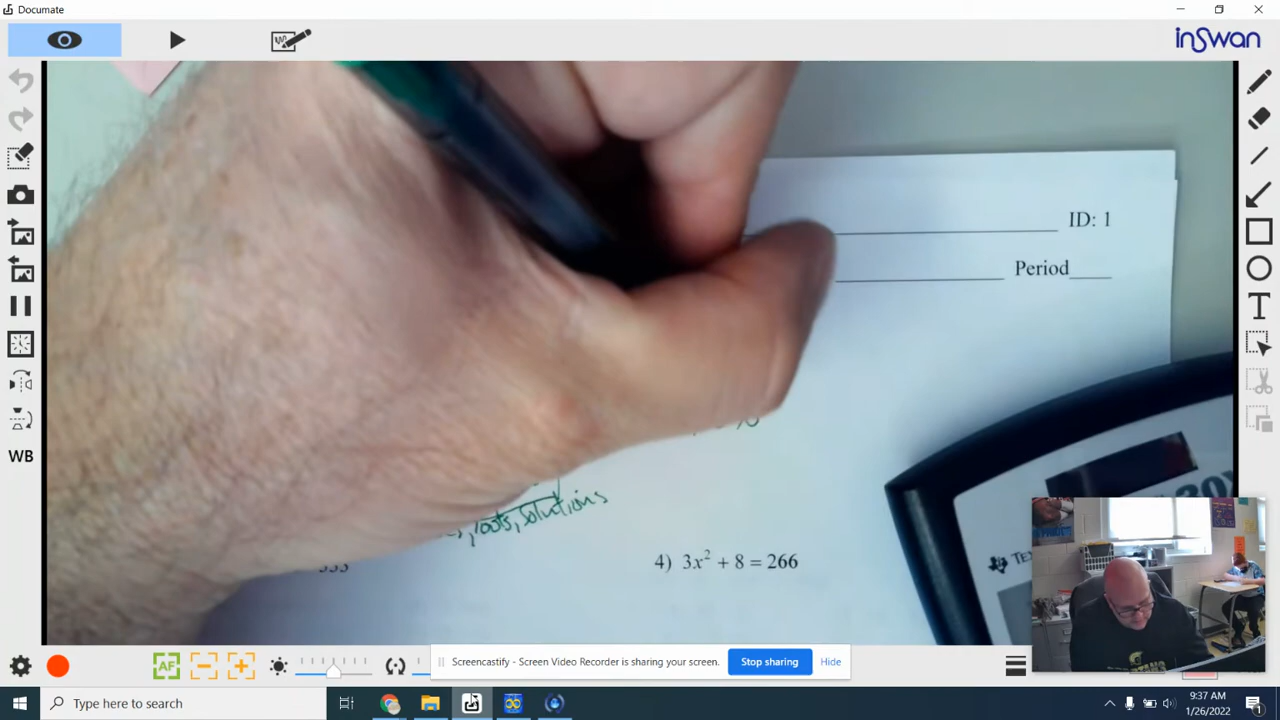 Documate
inSwan
ID: 1
Period
roots, solutions
4) 3x² + 8 = 266
WB
T
AF
Screencastify - Screen Video Recorder is sharing your screen.
Stop sharing
Hide
Type here to search
9:37 AM
1/26/2022